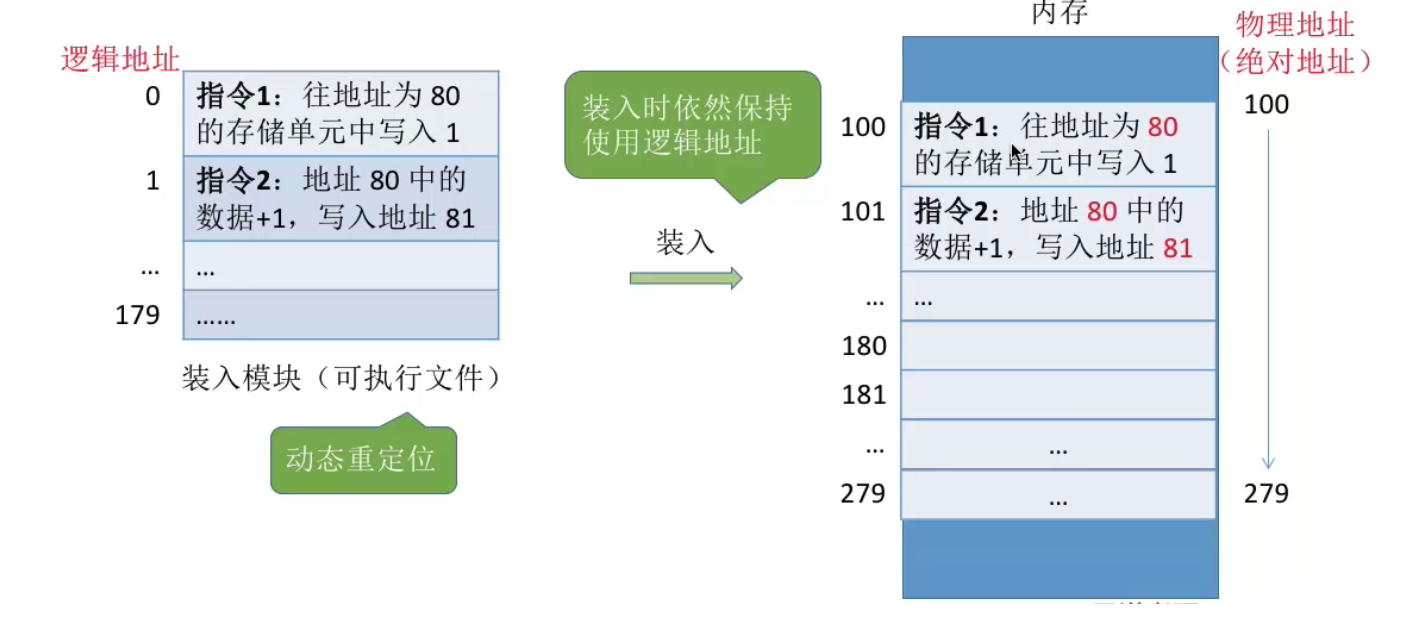 内存
物理地址
（绝对地址）
逻辑地址
0
指令1：往地址为 80
的存储单元中写入 1
1
指令2：地址 80 中的
数据+1，写入地址 81
...
...
179
......
装入模块（可执行文件）
动态重定位
装入时依然保持
使用逻辑地址
装入
100
指令1：往地址为 80
的存储单元中写入 1
101
指令2：地址 80 中的
数据+1，写入地址 81
...
...
180
181
...
...
279
...
100
279